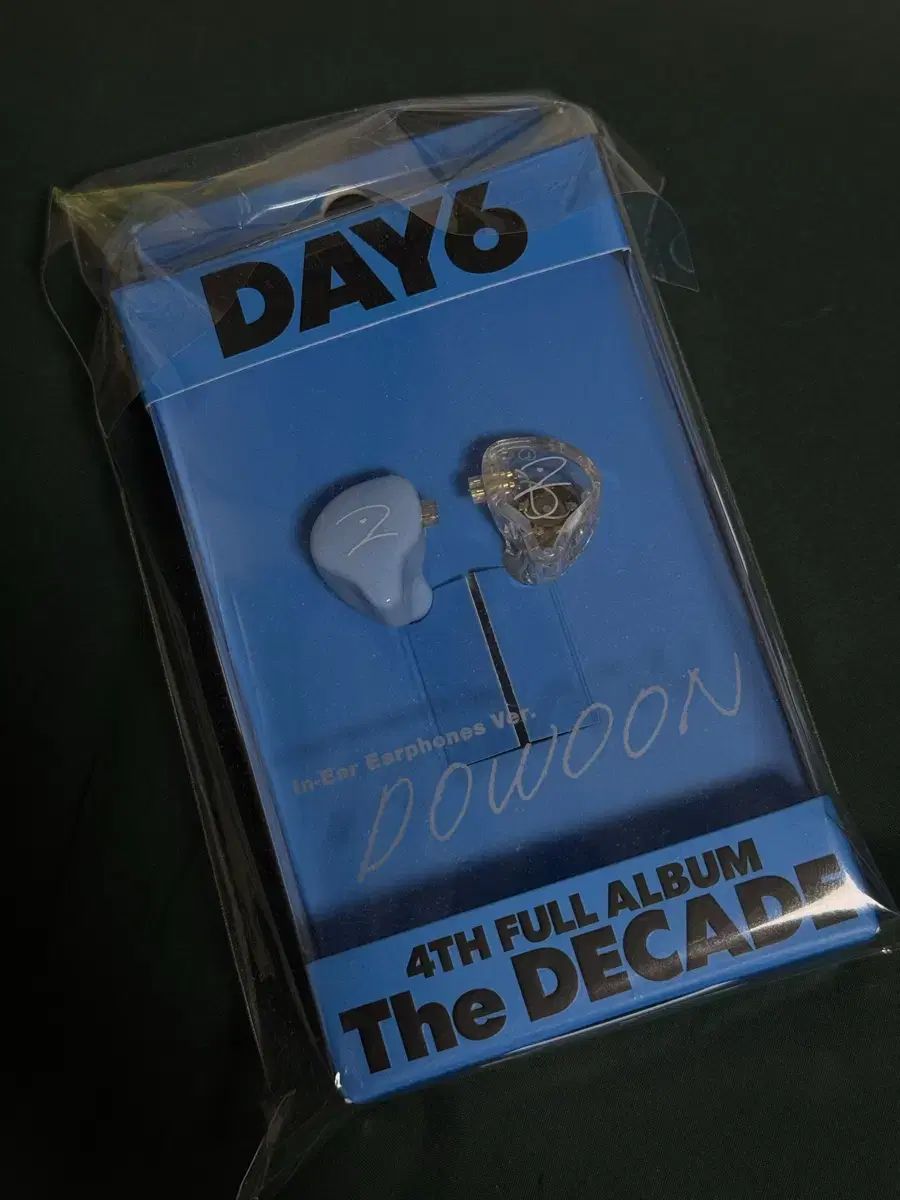 DAY6
In-Ear Earphones Ver.
DOWOON
4TH FULL ALBUM
The DECADE